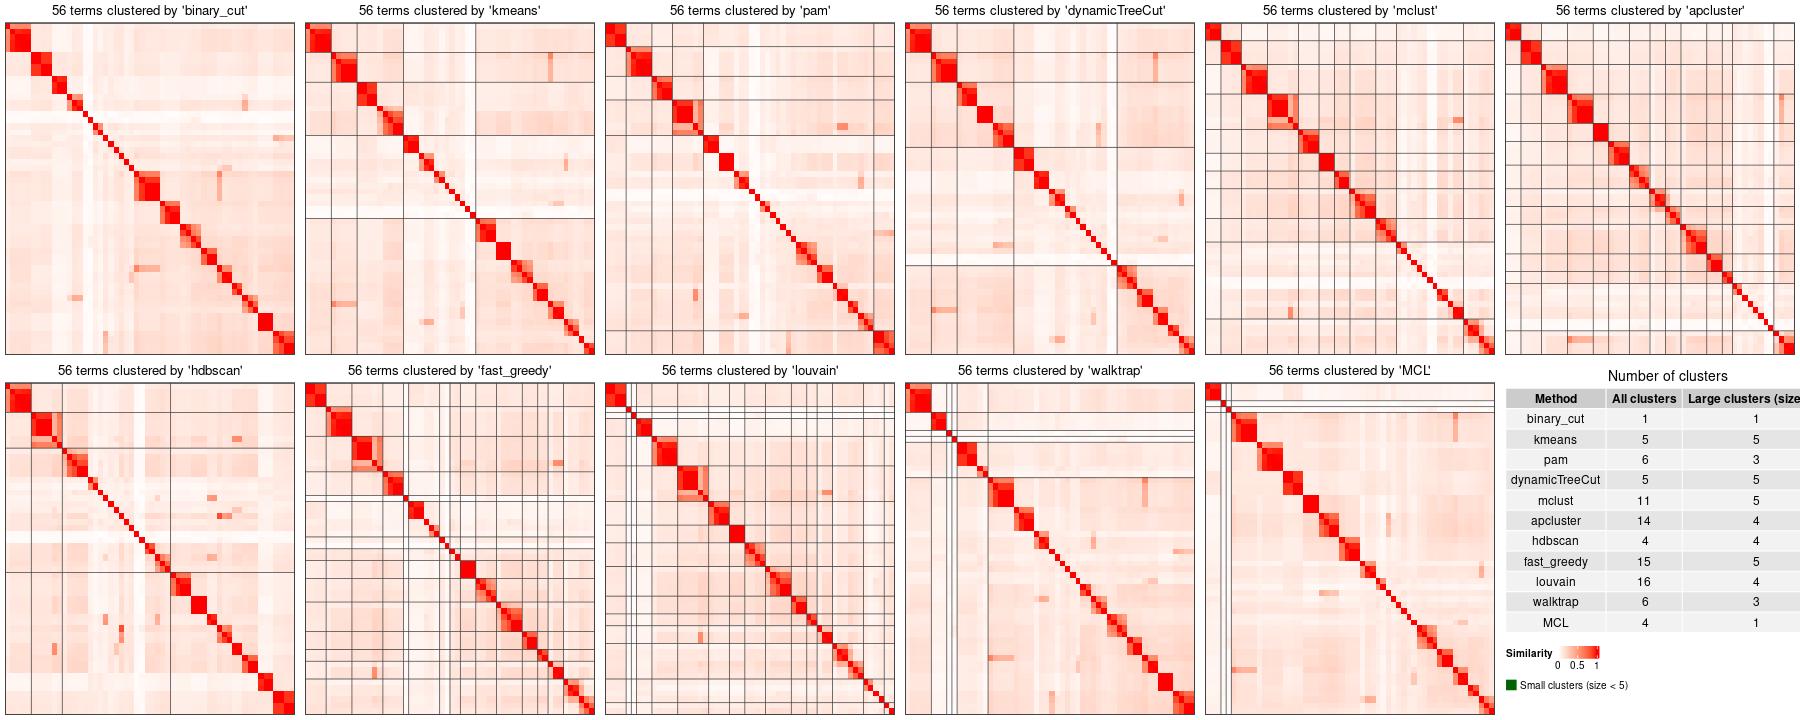 56 terms clustered by 'binary_cut'
56 terms clustered by 'kmeans'
56 terms clustered by 'pam'
56 terms clustered by 'dynamicTreeCut'
56 terms clustered by 'mclust'
56 terms clustered by 'apcluster'
56 terms clustered by 'hdbscan'
56 terms clustered by 'fast_greedy'
56 terms clustered by 'louvain'
56 terms clustered by 'walktrap'
56 terms clustered by 'MCL'
Number of clusters
Method All clusters Large clusters (size
binary_cut 1 1
kmeans 5 5
pam 6 3
dynamicTreeCut 5 5
mclust 11 5
apcluster 14 4
hdbscan 4 4
fast_greedy 15 5
louvain 16 4
walktrap 6 3
MCL 4 1
Similarity
0 0.5 1
Small clusters (size < 5)